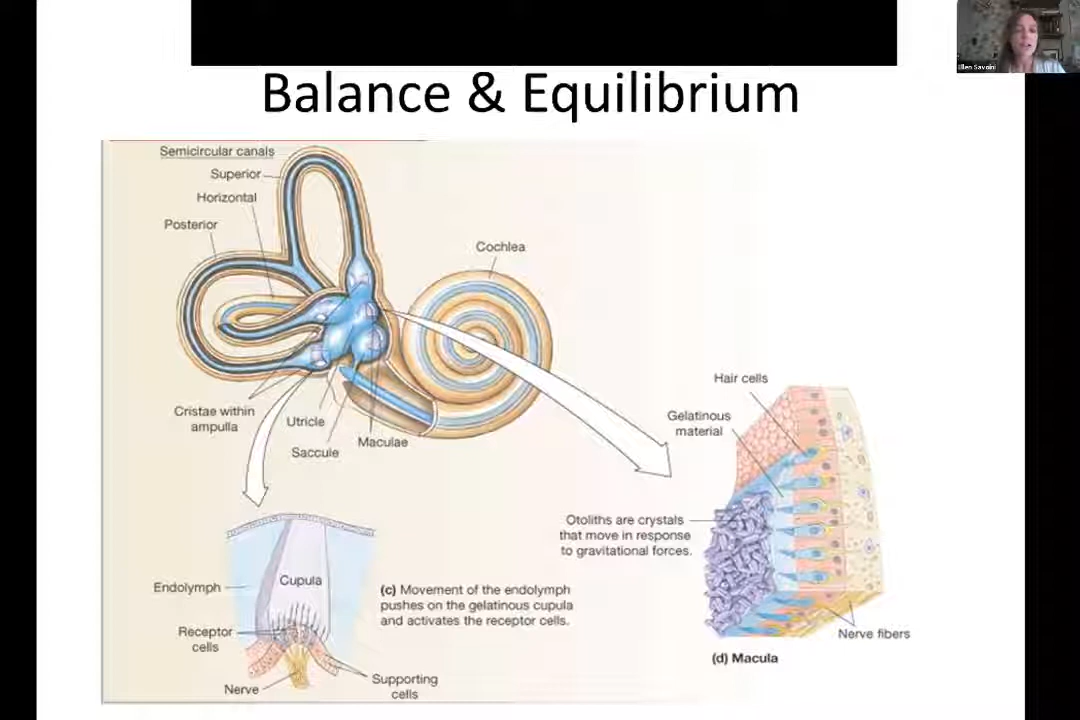 Balance & Equilibrium
Semicircular canals
Superior
Horizontal
Posterior
Cochlea
Cristae within
ampulla
Utricle
Saccule
Maculae
Hair cells
Gelatinous
material
Otoliths are crystals
that move in response
to gravitational forces.
Nerve fibers
(d) Macula
Endolymph
Cupula
Receptor
cells
Nerve
Supporting
cells
(c) Movement of the endolymph
pushes on the gelatinous cupula
and activates the receptor cells.